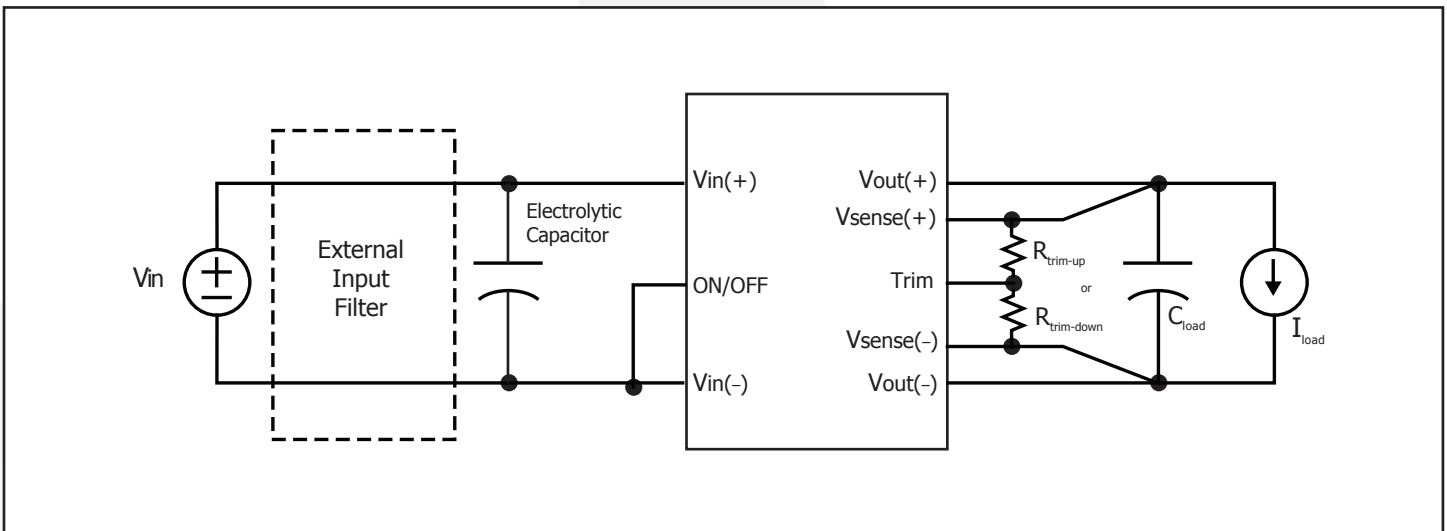 Vin
External
Input
Filter
Electrolytic
Capacitor
Vin(+)
ON/OFF
Vin(−)
Vout(+)
Vsense(+)
Trim
Vsense(−)
Vout(−)
Rtrim-up
or
Rtrim-down
Cload
Iload